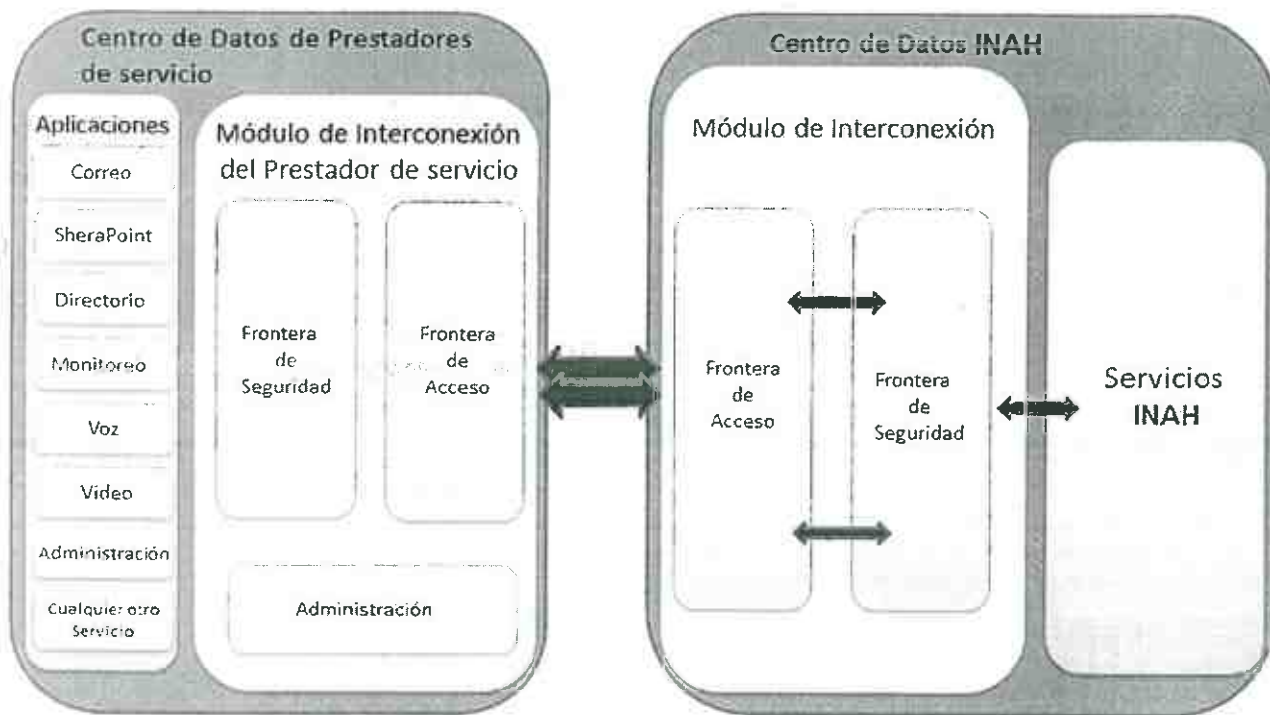 Centro de Datos de Prestadores
de servicio
Aplicaciones
Correo
SheraPoint
Directorio
Monitoreo
Voz
Video
Administración
Cualquier otro
Servicio
Módulo de Interconexión
del Prestador de servicio
Frontera
de
Seguridad
Frontera
de
Acceso
Administración
Centro de Datos INAH
Módulo de Interconexión
Frontera
de
Acceso
Frontera
de
Seguridad
Servicios
INAH